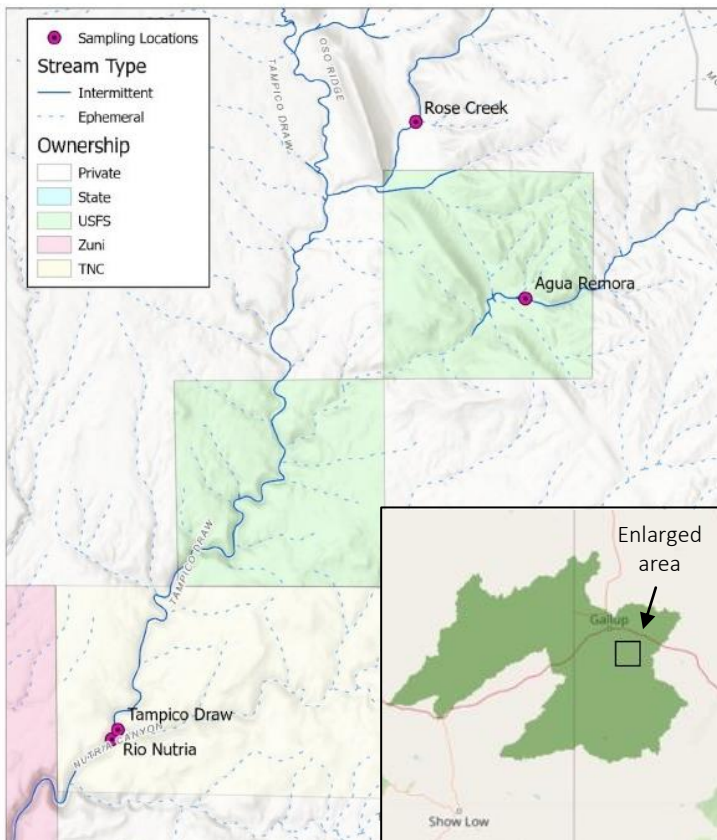 Sampling Locations
Stream Type
Intermittent
Ephemeral
Ownership
Private
State
USFS
Zuni
TNC
TAMPICO DRAW
OSO RIDGE
Rose Creek
Agua Remora
TAMPICO DRAW
Tampico Draw
NUTRIA CANYON
Rio Nutria
Enlarged
area
Gallup
Show Low